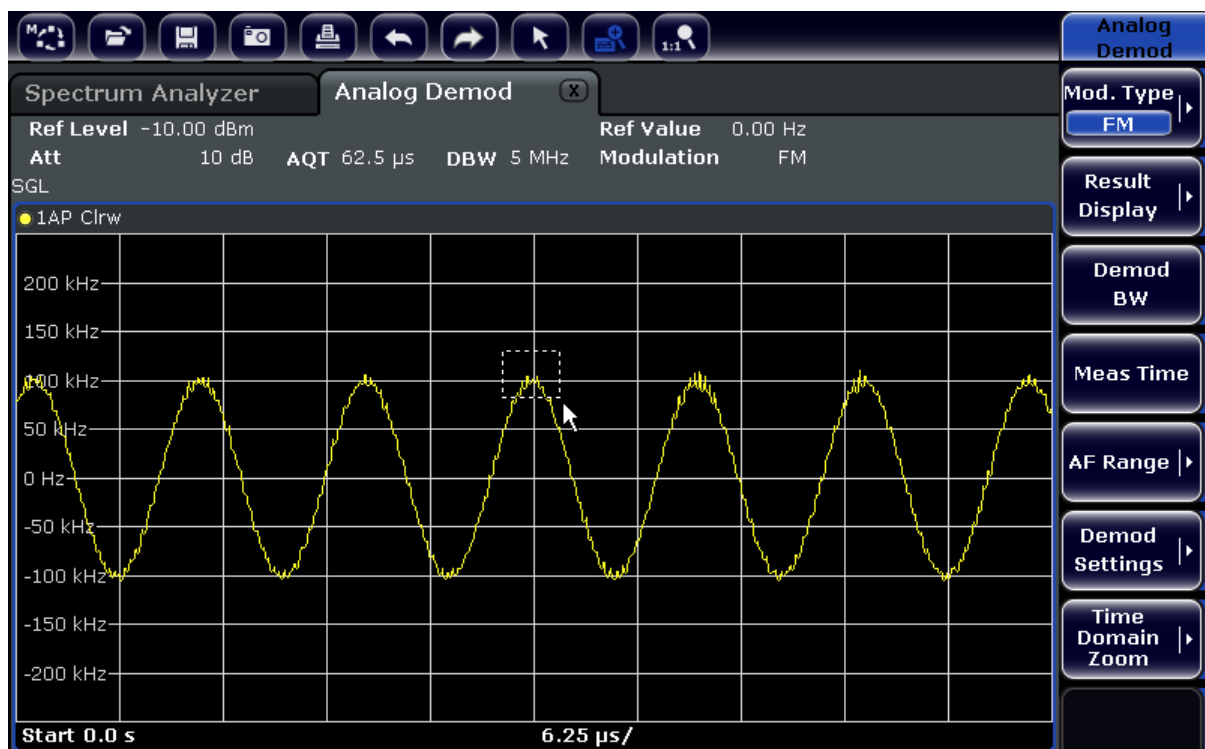 M
1:1
Analog
Demod
Spectrum Analyzer
Analog Demod
X
Ref Level -10.00 dBm
Ref Value 0.00 Hz
Att 10 dB AQT 62.5 µs DBW 5 MHz Modulation FM
SGL
1AP Clrw
200 kHz
150 kHz
100 kHz
50 kHz
0 Hz
-50 kHz
-100 kHz
-150 kHz
-200 kHz
Start 0.0 s
6.25 µs/
Mod. Type
FM
Result
Display
Demod
BW
Meas Time
AF Range
Demod
Settings
Time
Domain
Zoom